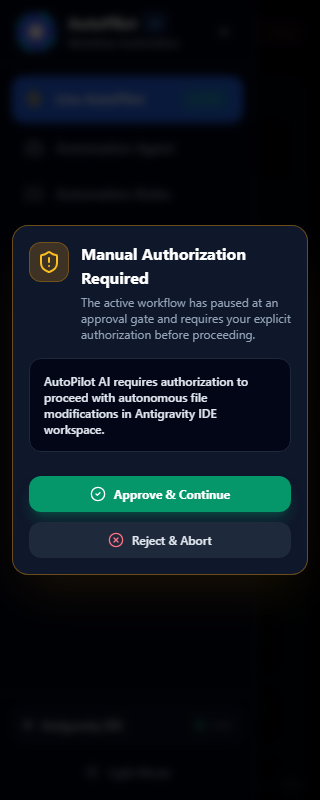 Manual Authorization
Required
The active workflow has paused at an
approval gate and requires your explicit
authorization before proceeding.
AutoPilot AI requires authorization to
proceed with autonomous file
modifications in Antigravity IDE
workspace.
Approve & Continue
Reject & Abort